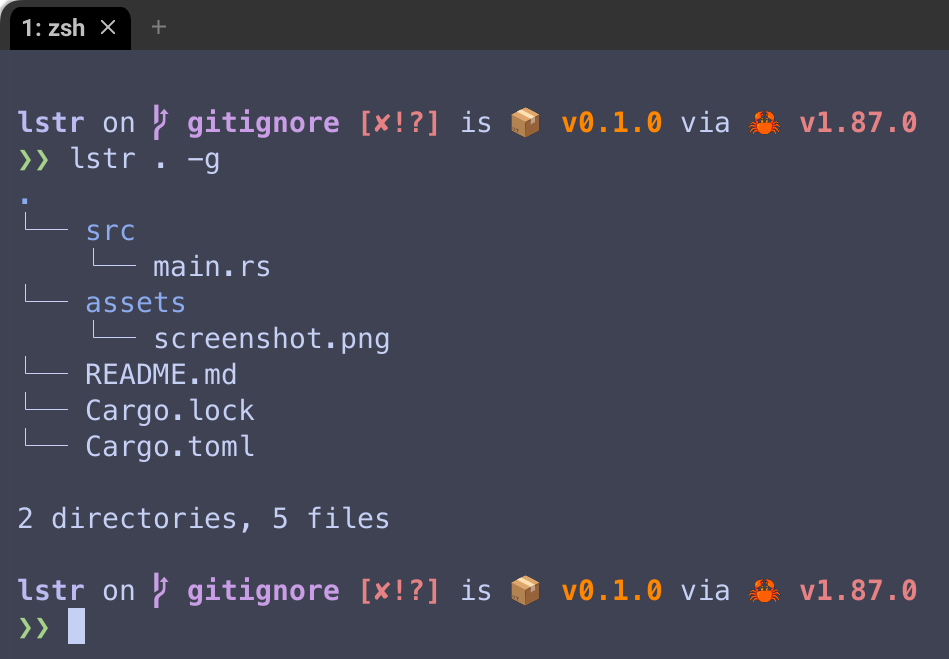 1: zsh × +
lstr on gitignore [✘!?] is 📦 v0.1.0 via 🦀 v1.87.0
❯❯ lstr . -g
.
└── src
    └── main.rs
└── assets
    └── screenshot.png
└── README.md
└── Cargo.lock
└── Cargo.toml
2 directories, 5 files
lstr on gitignore [✘!?] is 📦 v0.1.0 via 🦀 v1.87.0
❯❯